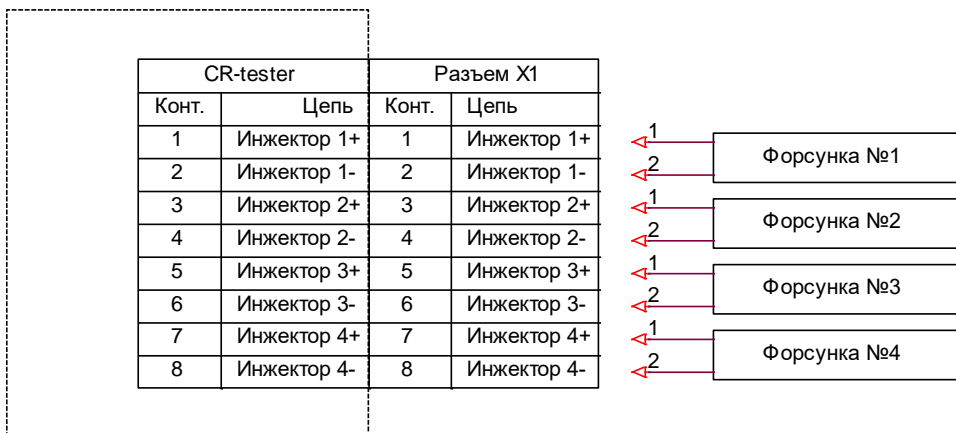 CR-tester Разъем X1
Конт. Цепь Конт. Цепь
1 Инжектор 1+ 1 Инжектор 1+ 1 Форсунка №1
2 Инжектор 1- 2 Инжектор 1- 2
3 Инжектор 2+ 3 Инжектор 2+ 1 Форсунка №2
4 Инжектор 2- 4 Инжектор 2- 2
5 Инжектор 3+ 5 Инжектор 3+ 1 Форсунка №3
6 Инжектор 3- 6 Инжектор 3- 2
7 Инжектор 4+ 7 Инжектор 4+ 1 Форсунка №4
8 Инжектор 4- 8 Инжектор 4- 2